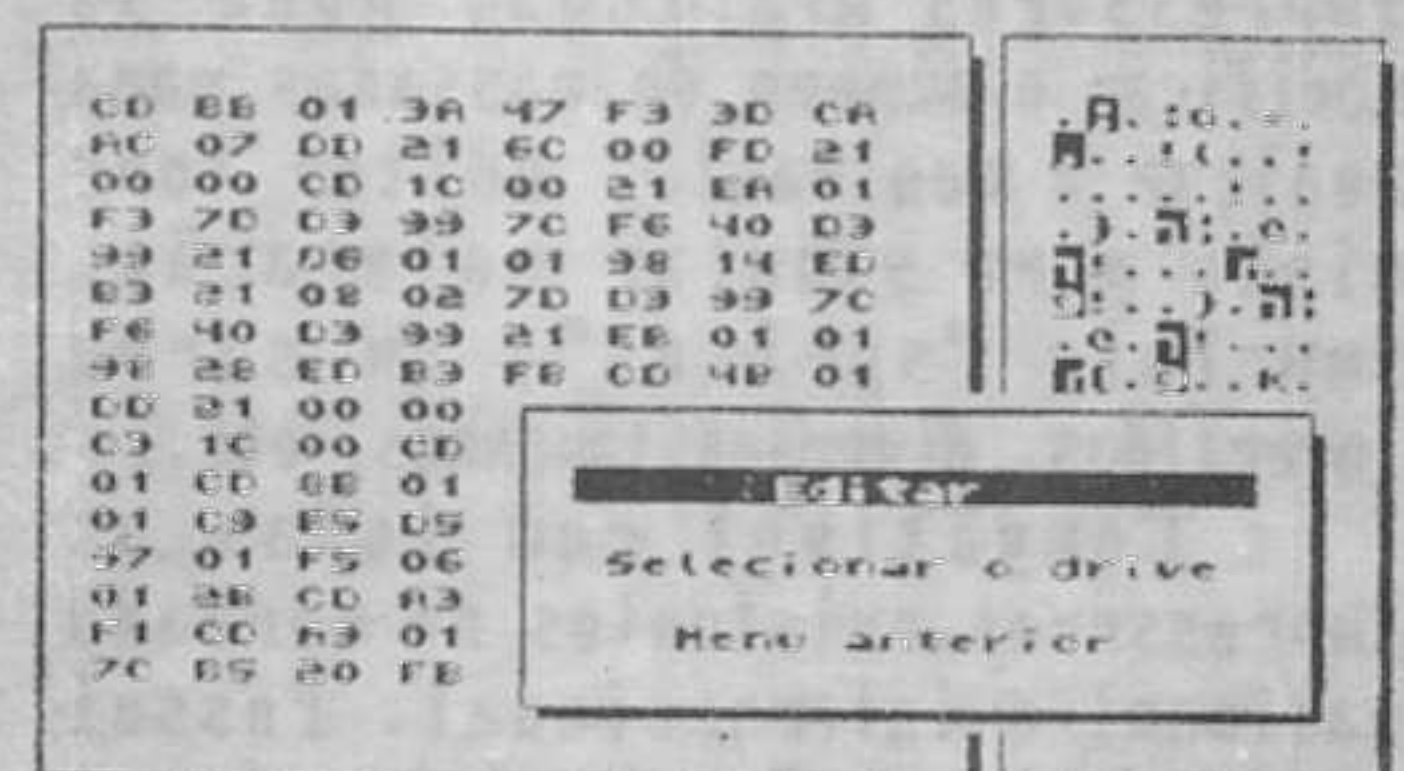 CD BB 01 3A 47 F3 3D CA
AC 07 DD 21 6C 00 FD 21
00 00 CD 1C 00 21 EA 01
F3 7D D3 99 7C F6 40 D3
99 21 D6 01 01 98 14 ED
B3 21 08 02 7D D3 99 7C
F6 40 D3 99 21 EB 01 01
98 28 ED B3 FB CD 4B 01
DD 21 00 00
C3 1C 00 CD
01 CD BB 01
01 C9 E5 D5
97 01 F5 06
01 2B CD A3
F1 CD A3 01
7C B5 20 FB
Editar
Selecionar o drive
Menu anterior